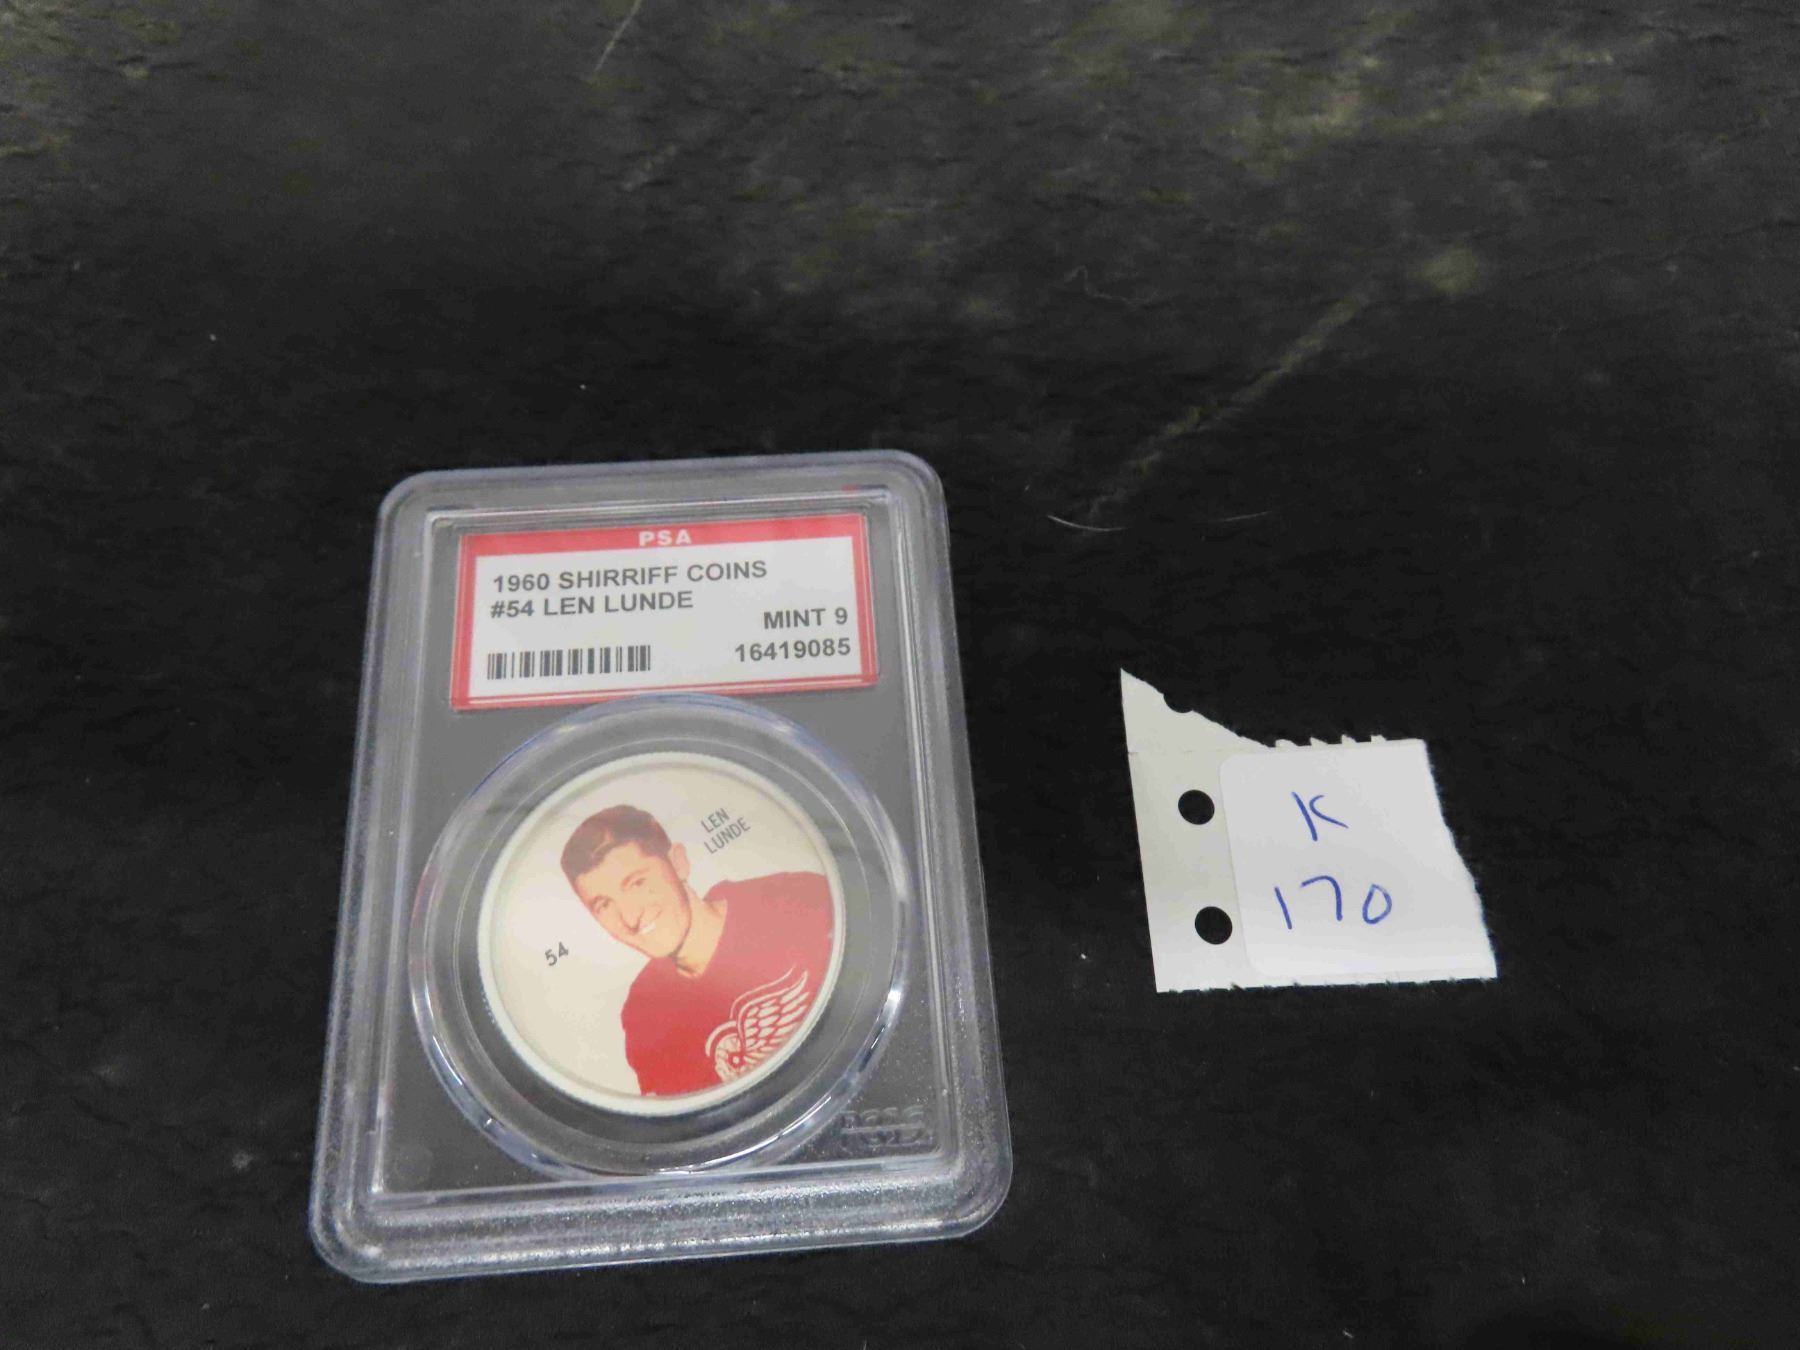 PSA
1960 SHIRRIFF COINS
#54 LEN LUNDE
MINT 9
16419085
LEN
LUNDE
54
K
170